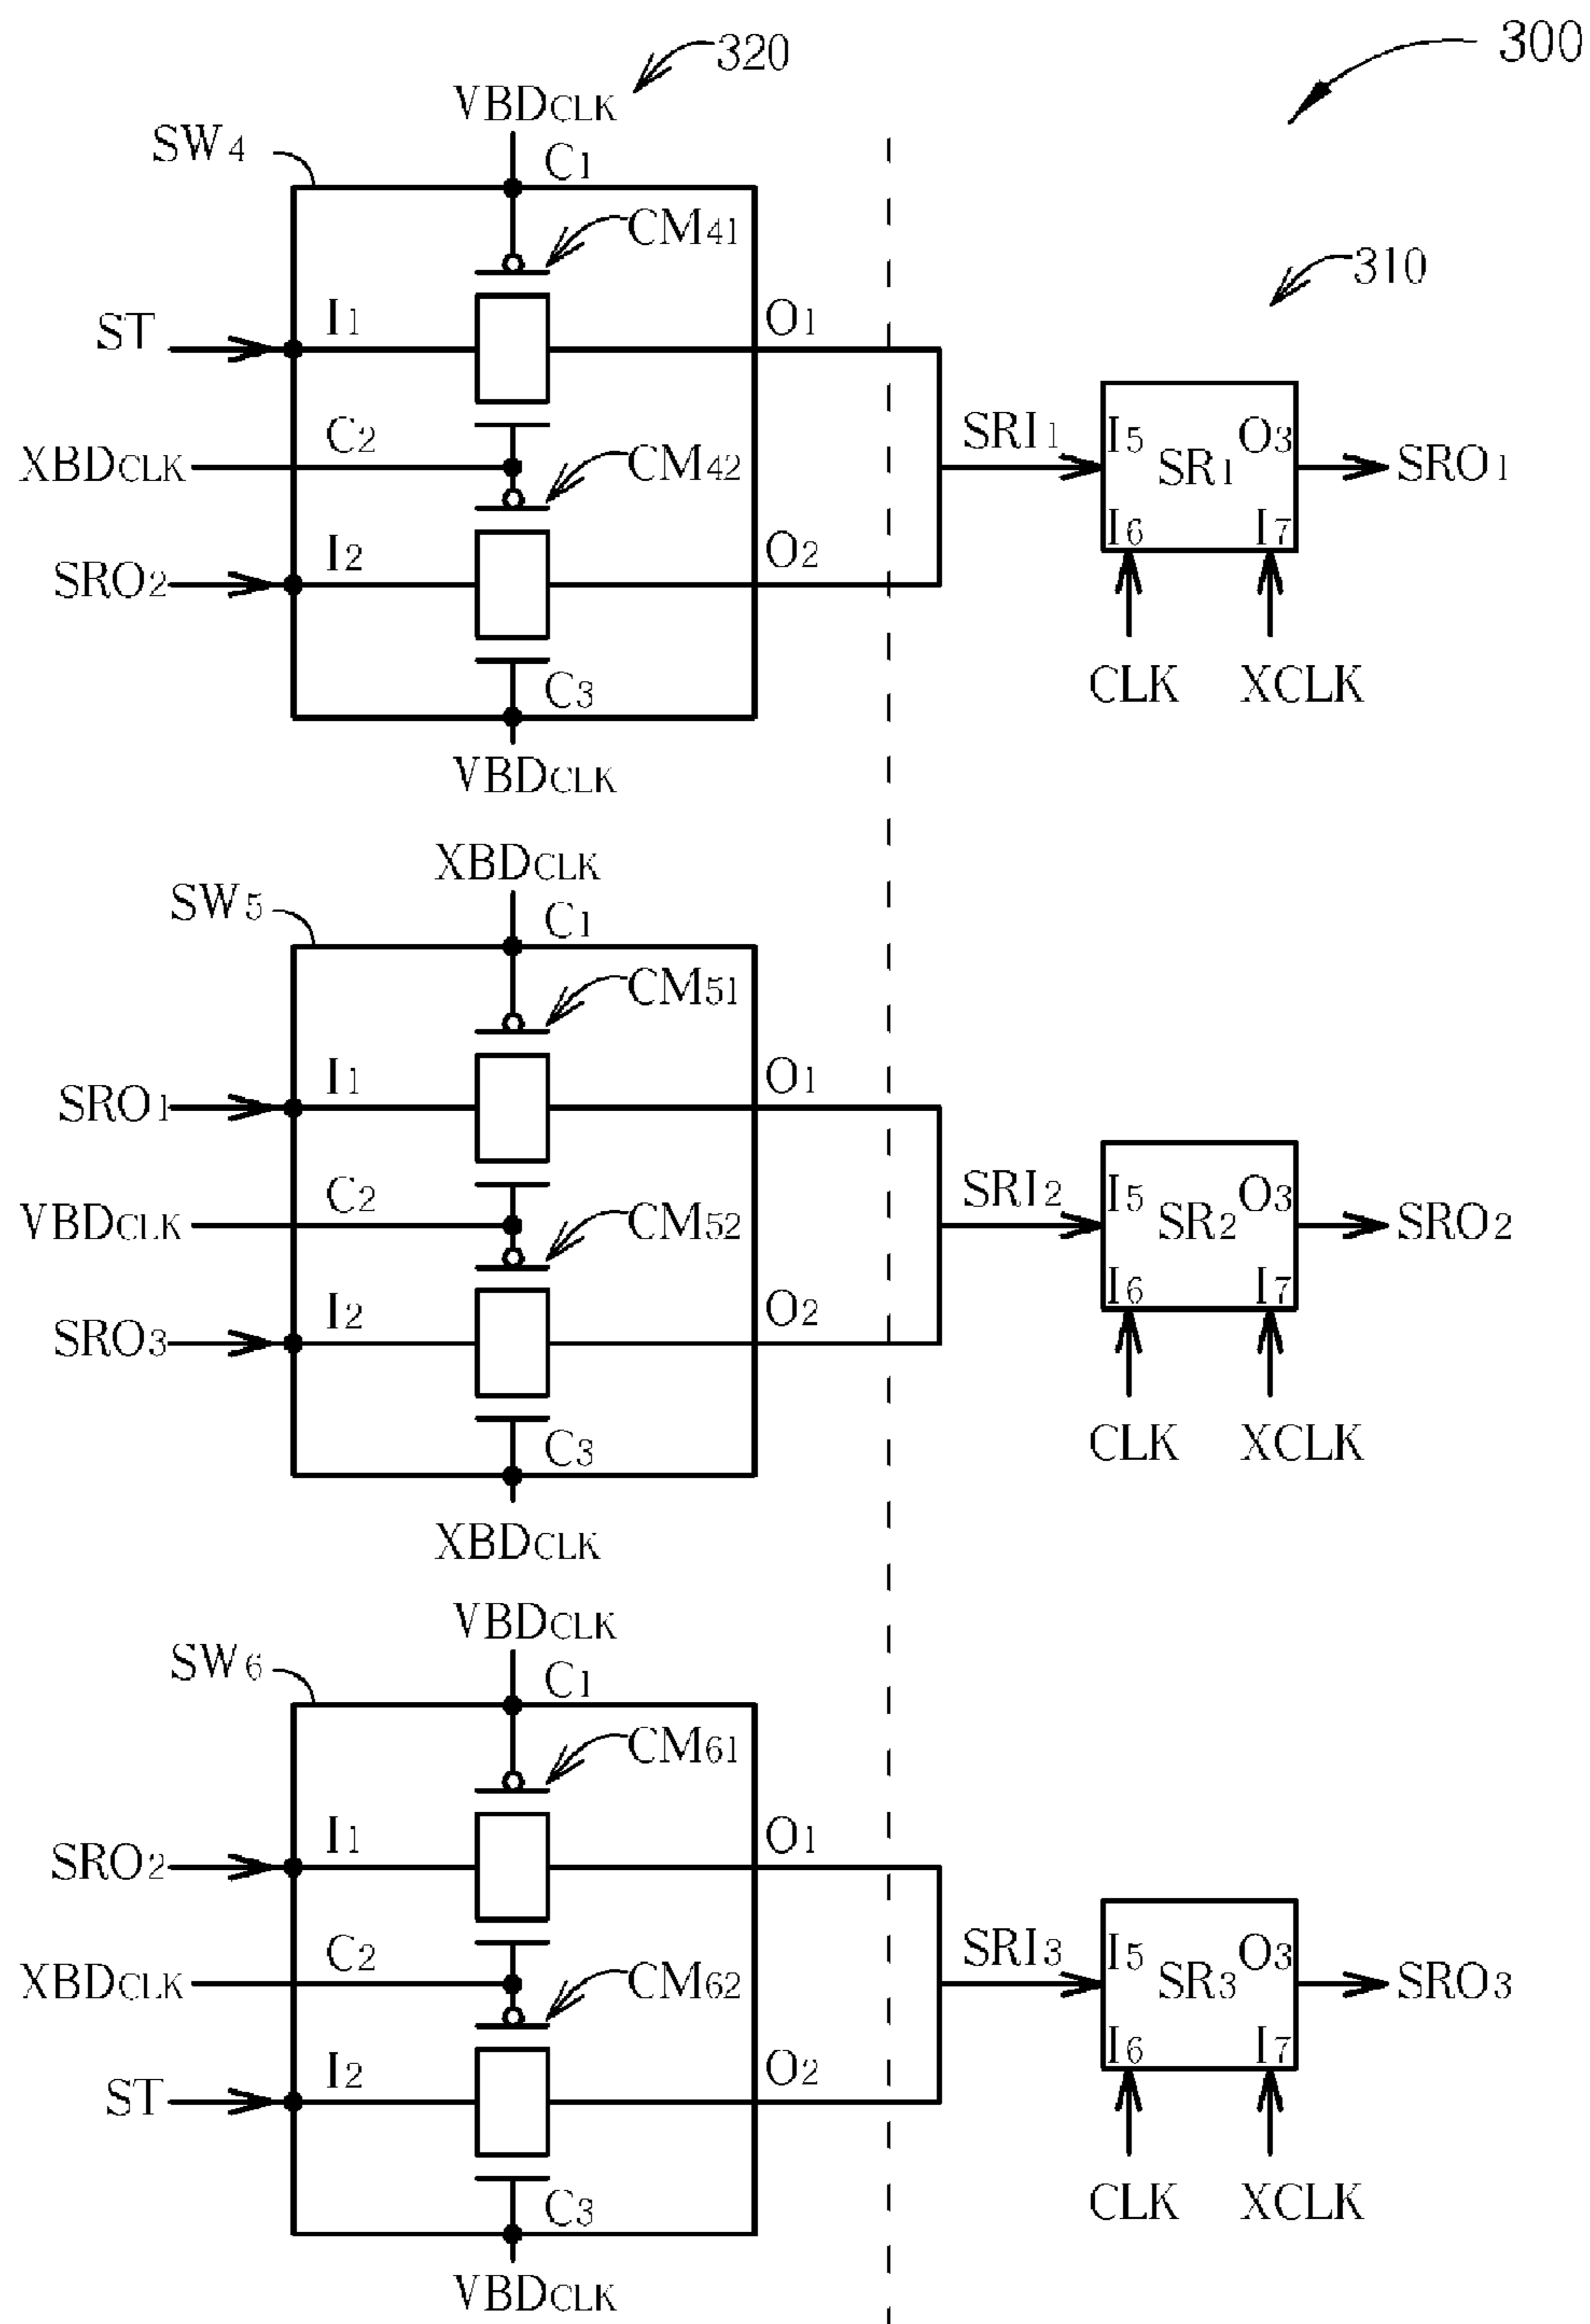 300
320
VBDCLK
SW4
C1
CM41
310
ST
I1
O1
XBDCLK
C2
CM42
SRI1
I5
O3
SR1
SRO1
I6
I7
SRO2
I2
O2
CLK
XCLK
C3
VBDCLK
XBDCLK
SW5
C1
CM51
SRO1
I1
O1
VBDCLK
C2
CM52
SRI2
I5
O3
SR2
SRO2
I6
I7
SRO3
I2
O2
CLK
XCLK
C3
XBDCLK
VBDCLK
SW6
C1
CM61
SRO2
I1
O1
XBDCLK
C2
CM62
SRI3
I5
O3
SR3
SRO3
I6
I7
ST
I2
O2
CLK
XCLK
C3
VBDCLK